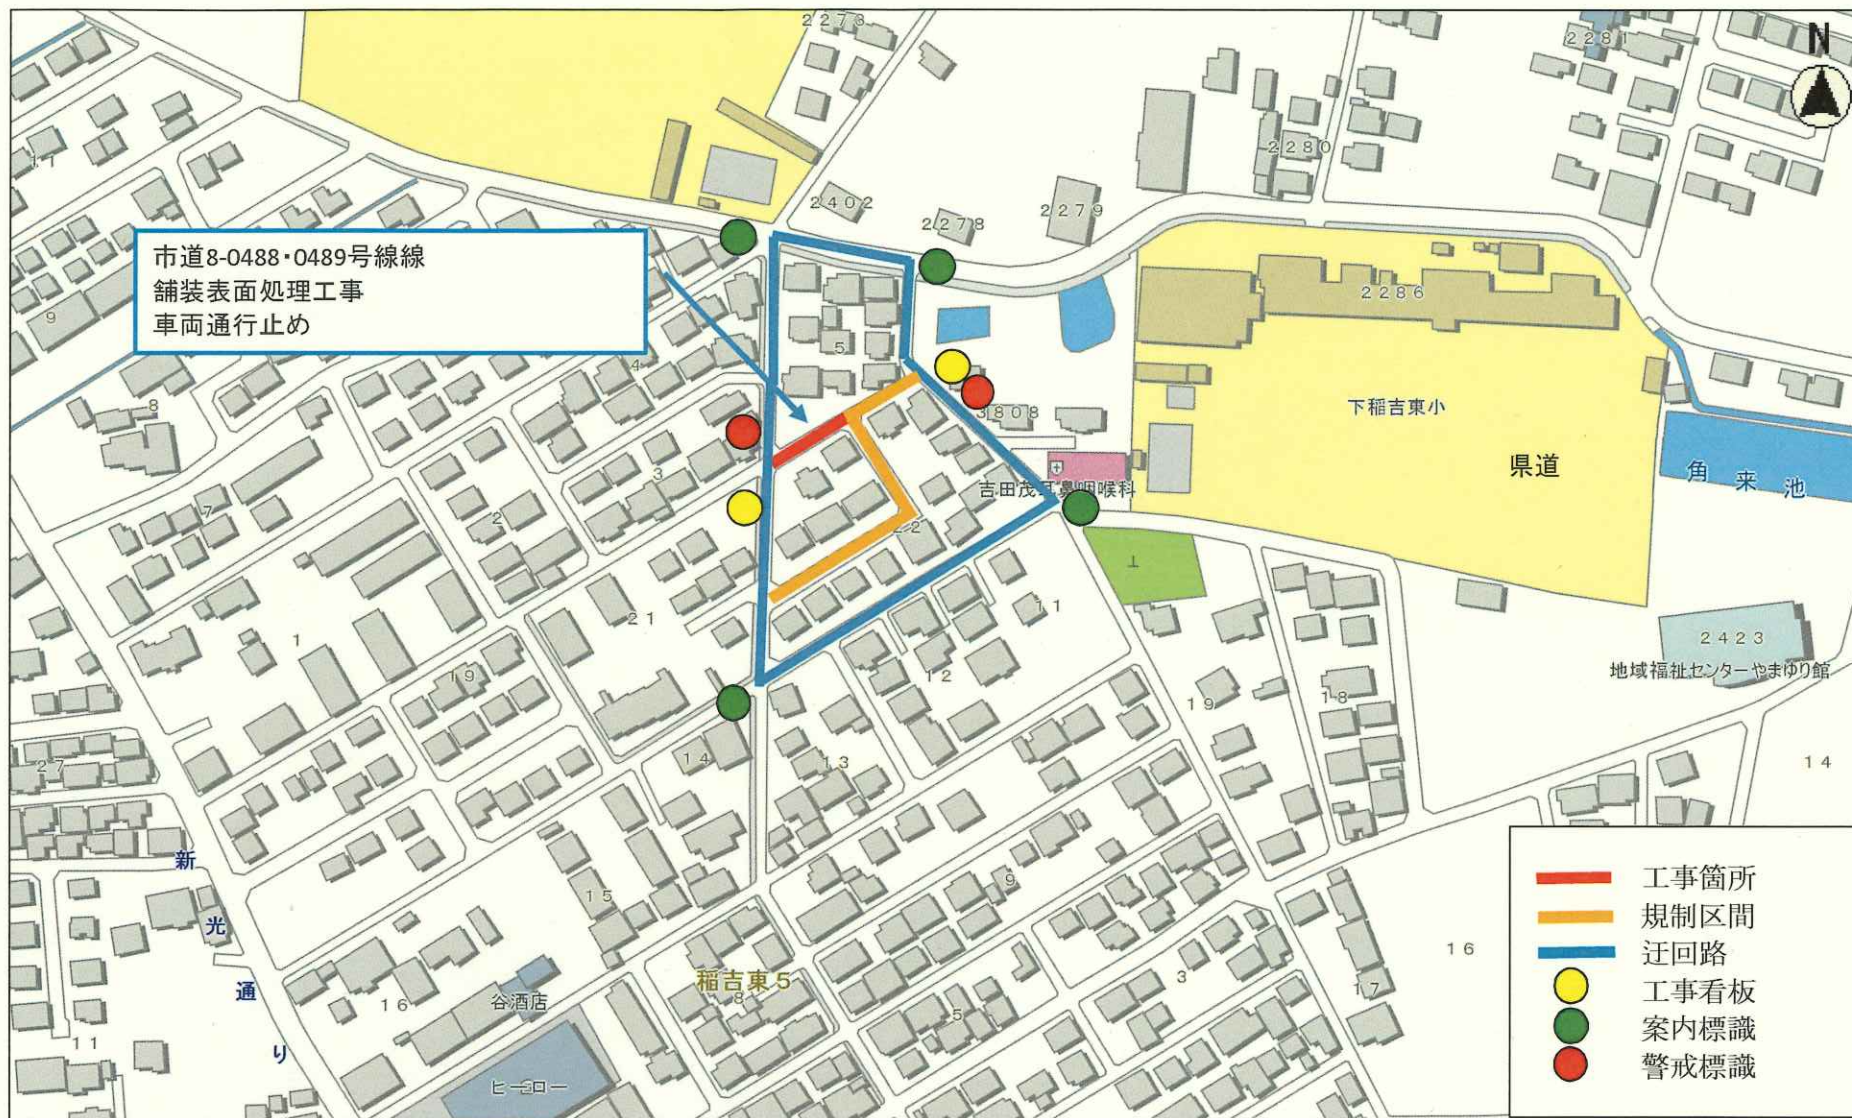 2273
2281
N
11
2280
2402
2278
2279
市道8-0488・0489号線線
舗装表面処理工事
車両通行止め
2286
9
5
4
8
3808
下稲吉東小
県道
角来池
3
吉田茂耳鼻咽喉科
7
2
22
21
11
1
2423
地域福祉センターやまゆり館
12
19
19
18
14
13
14
27
新光通り
15
9
16
稲吉東5
8
3
17
16
谷酒店
5
11
ヒーロー
工事箇所
規制区間
迂回路
工事看板
案内標識
警戒標識